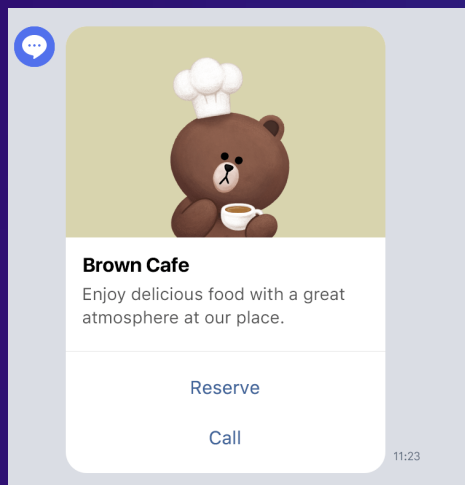 Brown Cafe
Enjoy delicious food with a great
atmosphere at our place.
Reserve
Call
11:23